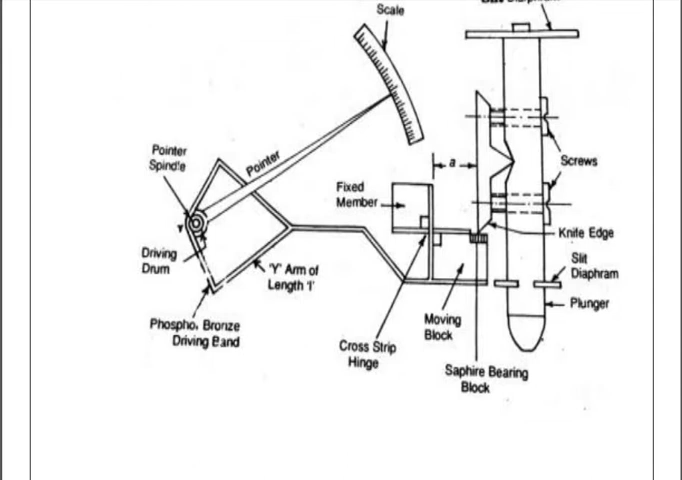 Scale
Pointer
Spindle
Pointer
Fixed
Member
a
Screws
r
Driving
Drum
'Y' Arm of
Length 'l'
Knife Edge
Slit
Diaphram
Plunger
Phospho, Bronze
Driving Band
Cross Strip
Hinge
Moving
Block
Saphire Bearing
Block